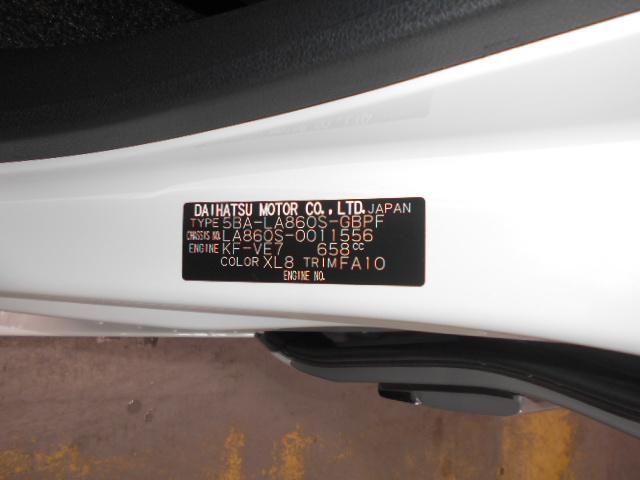 DAIHATSU MOTOR CO., LTD. JAPAN
TYPE 5BA-LA860S-GBPF
CHASSIS NO. LA860S-0011556
ENGINE KF-VE7 658cc
COLOR XL8 TRIM FA10
ENGINE NO.